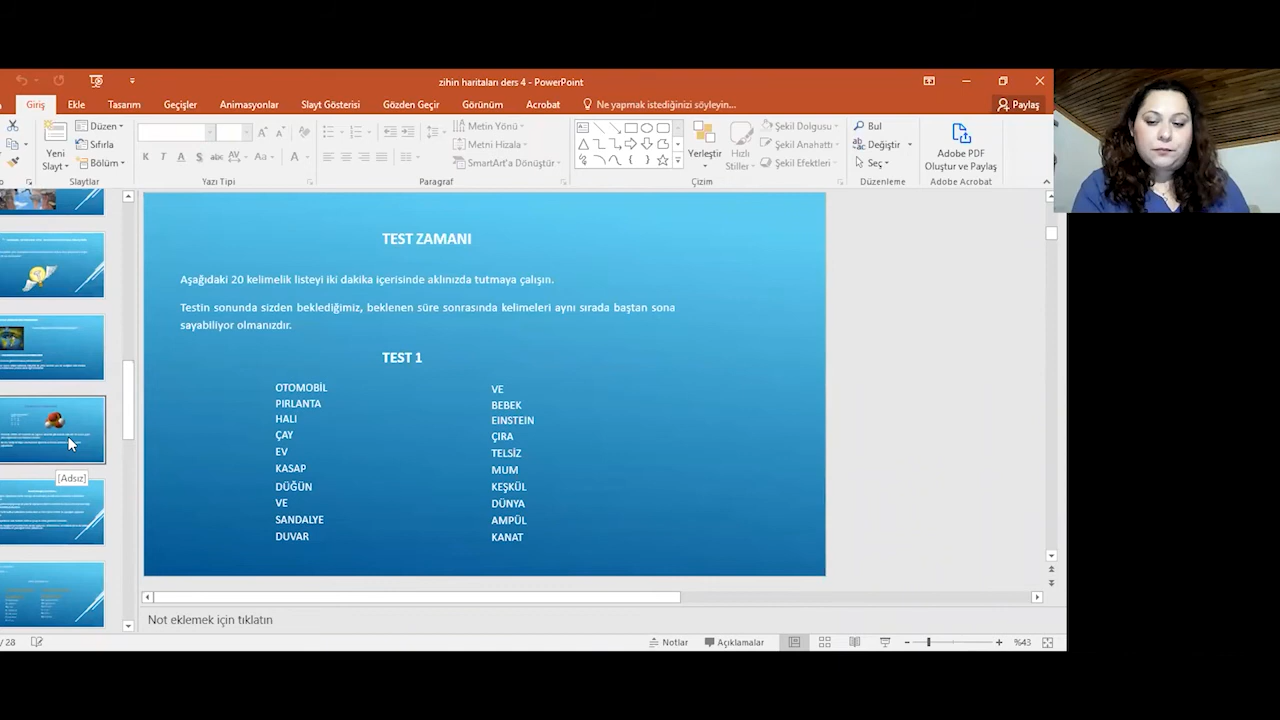 zihin haritaları ders 4 - PowerPoint
Giriş Ekle Tasarım Geçişler Animasyonlar Slayt Gösterisi Gözden Geçir Görünüm Acrobat Ne yapmak istediğinizi söyleyin... Paylaş
Yeni
Slayt
Düzen
Sıfırla
Bölüm
Slaytlar
K T A S abc AV Aa A
Yazı Tipi
Metin Yönü
Metni Hizala
SmartArt'a Dönüştür
Paragraf
Yerleştir
Hızlı
Stiller
Şekil Dolgusu
Şekil Anahattı
Şekil Efektleri
Çizim
Bul
Değiştir
Seç
Düzenleme
Adobe PDF
Oluştur ve Paylaş
Adobe Acrobat
[Adsız]
TEST ZAMANI
Aşağıdaki 20 kelimelik listeyi iki dakika içerisinde aklınızda tutmaya çalışın.
Testin sonunda sizden beklediğimiz, beklenen süre sonrasında kelimeleri aynı sırada baştan sona
sayabiliyor olmanızdır.
TEST 1
OTOMOBİL
PIRLANTA
HALI
ÇAY
EV
KASAP
DÜĞÜN
VE
SANDALYE
DUVAR
VE
BEBEK
EINSTEIN
ÇIRA
TELSİZ
MUM
KEŞKÜL
DÜNYA
AMPÜL
KANAT
Not eklemek için tıklatın
/ 28
Notlar Açıklamalar %43